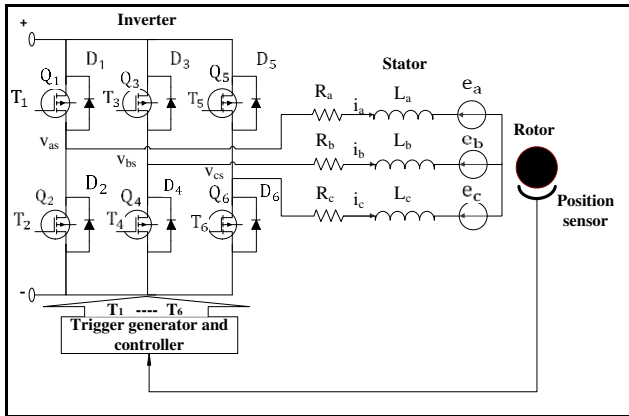 Inverter
+
D1
D3
D5
Stator
Q1
Q3
Q5
T1
T3
T5
Ra
ia
La
ea
Rotor
vas
vbs
vcs
Rb
ib
Lb
eb
Q2
D2
Q4
D4
Q6
D6
Rc
ic
Lc
ec
Position
sensor
T2
T4
T6
-
T1 ---- T6
Trigger generator and
controller